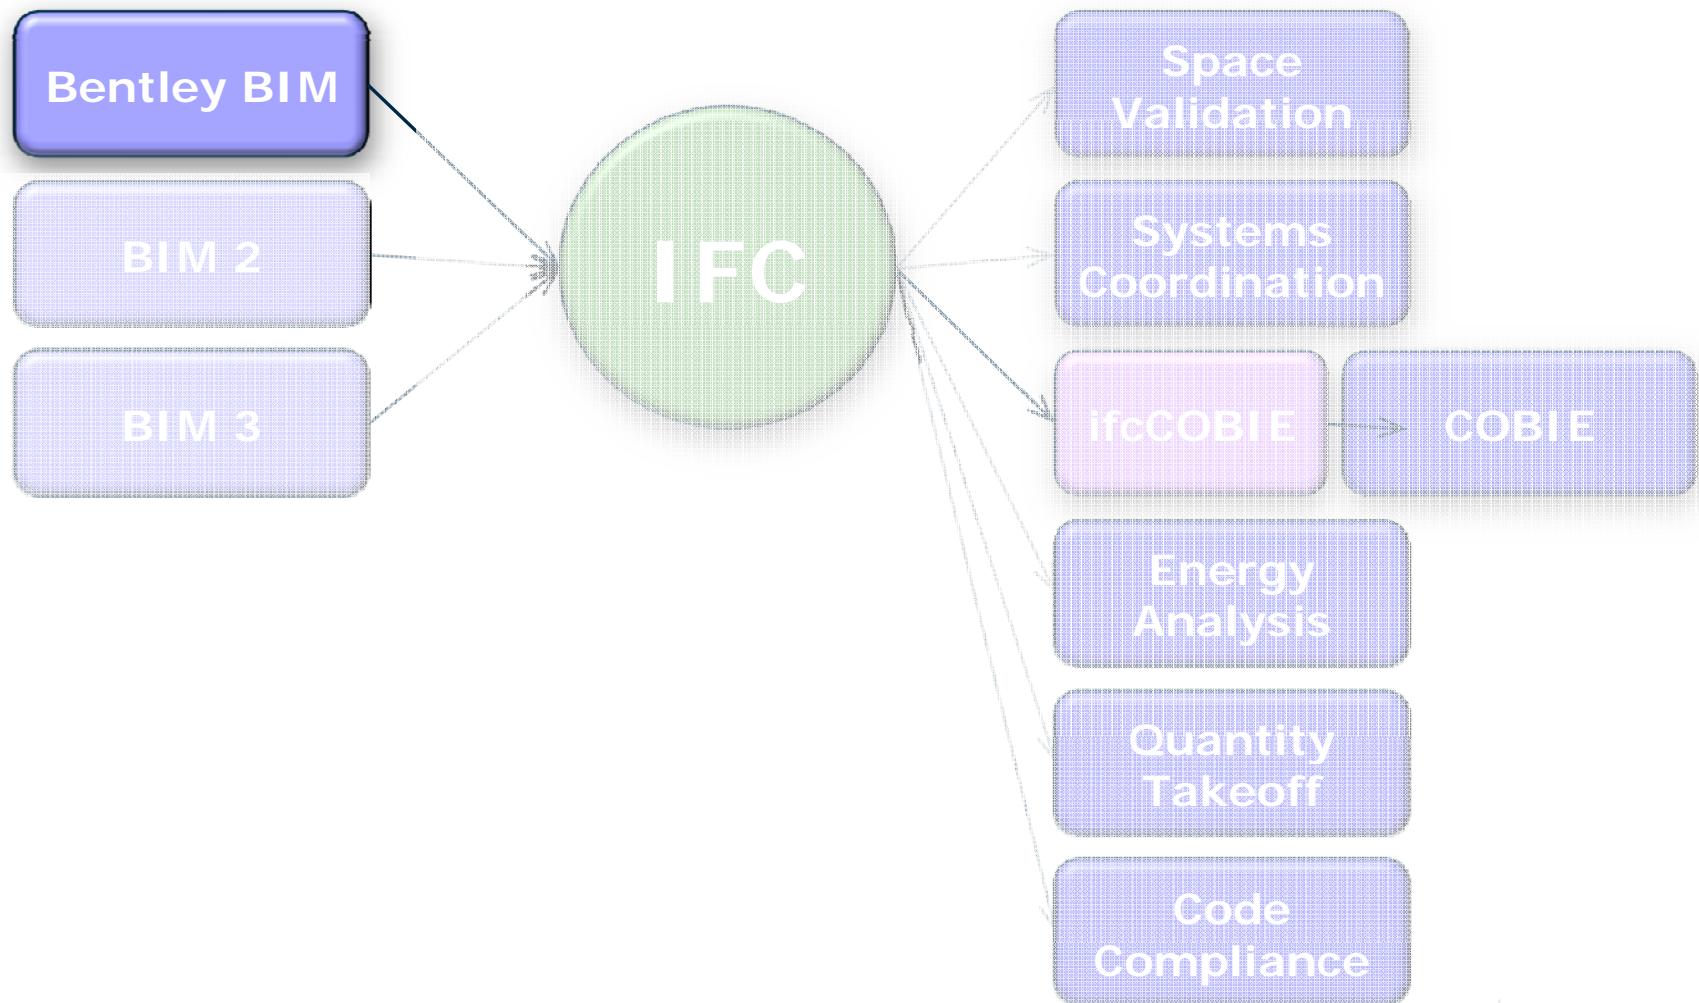 Bentley BIM
BIM 2
BIM 3
IFC
Space
Validation
Systems
Coordination
ifcCOBIE
COBIE
Energy
Analysis
Quantity
Takeoff
Code
Compliance